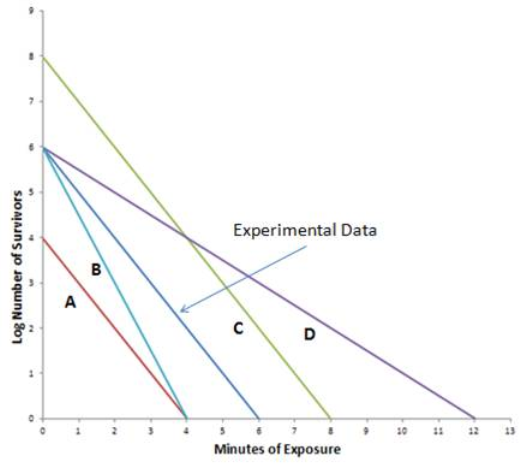 9
8
7
6
5
4
3
2
1
0
Log Number of Survivors
Experimental Data
B
A
C
D
0 1 2 3 4 5 6 7 8 9 10 11 12 13
Minutes of Exposure